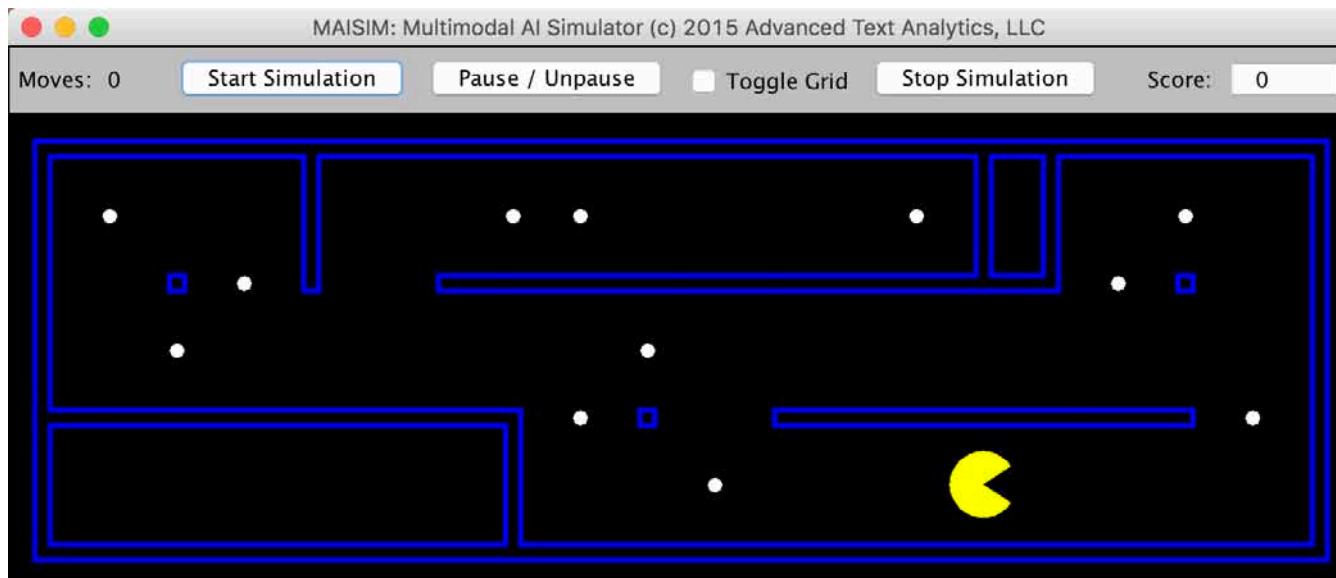 MAISIM: Multimodal AI Simulator (c) 2015 Advanced Text Analytics, LLC
Moves: 0 Start Simulation Pause / Unpause Toggle Grid Stop Simulation Score: 0